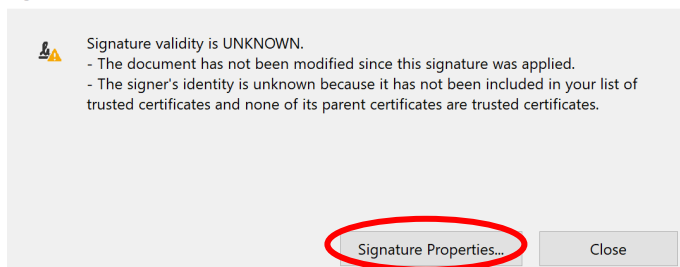 Signature validity is UNKNOWN.
- The document has not been modified since this signature was applied.
- The signer's identity is unknown because it has not been included in your list of
trusted certificates and none of its parent certificates are trusted certificates.
Signature Properties... Close